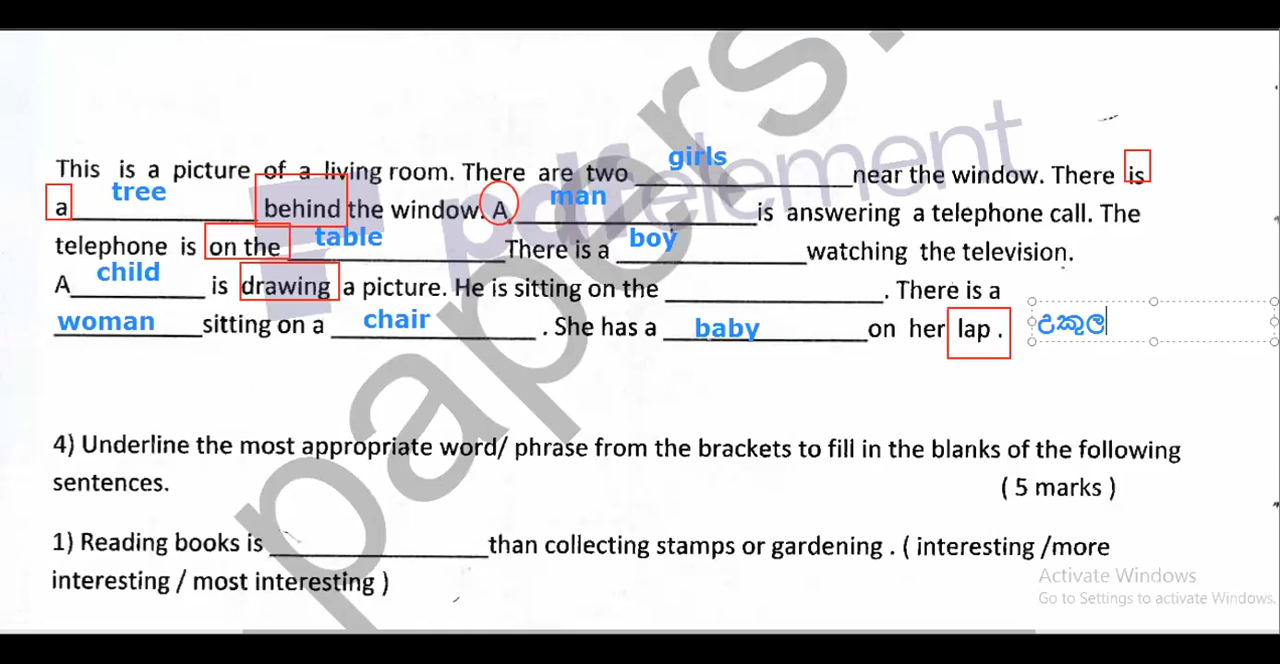 This is a picture of a living room. There are two girls near the window. There is
a tree behind the window. A man is answering a telephone call. The
telephone is on the table There is a boy watching the television.
A child is drawing a picture. He is sitting on the ____________. There is a
woman sitting on a chair . She has a baby on her lap . උකුල
4) Underline the most appropriate word/ phrase from the brackets to fill in the blanks of the following
sentences. ( 5 marks )
1) Reading books is ____________ than collecting stamps or gardening . ( interesting /more
interesting / most interesting )
Activate Windows
Go to Settings to activate Windows.
papers.
pdfelement